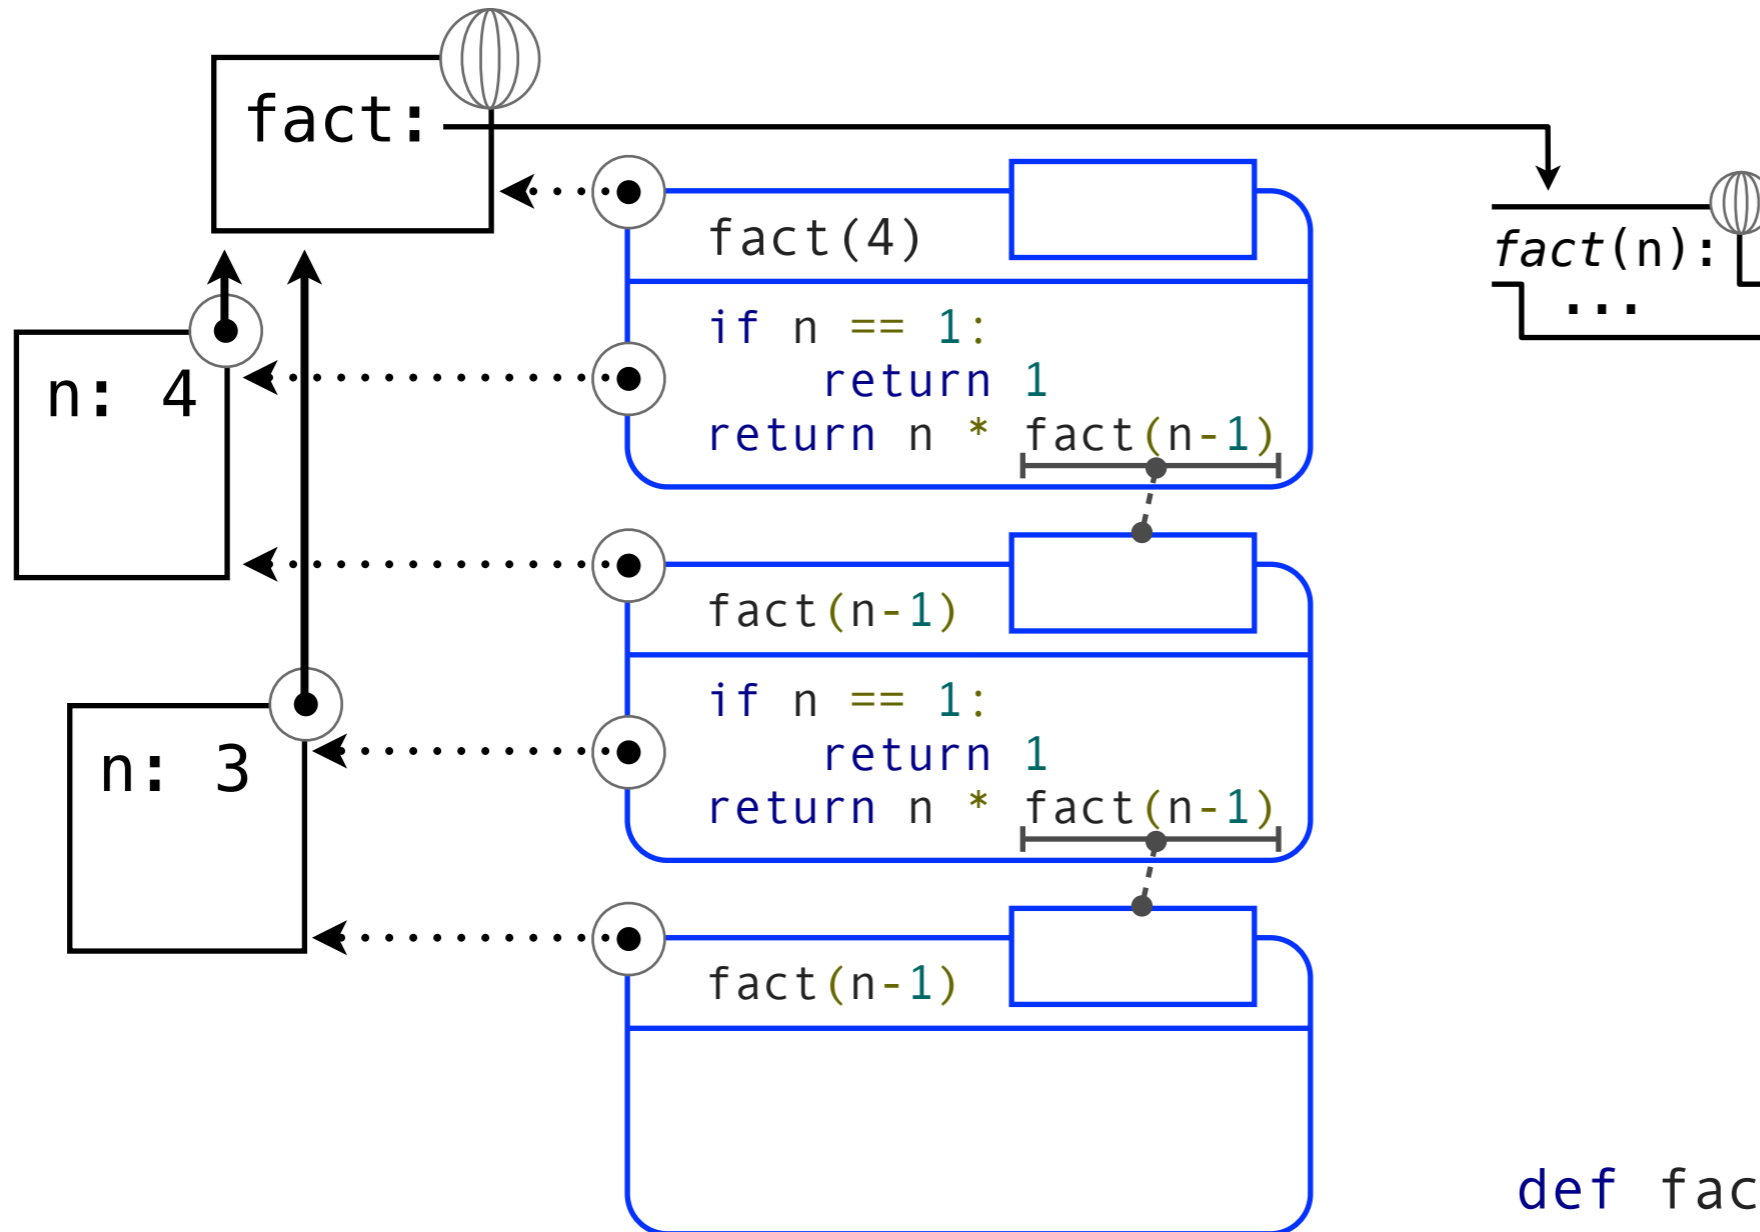 fact:
fact(4)
fact(n):
...
if n == 1:
return 1
return n * fact(n-1)
n: 4
fact(n-1)
if n == 1:
return 1
return n * fact(n-1)
n: 3
fact(n-1)
def fac